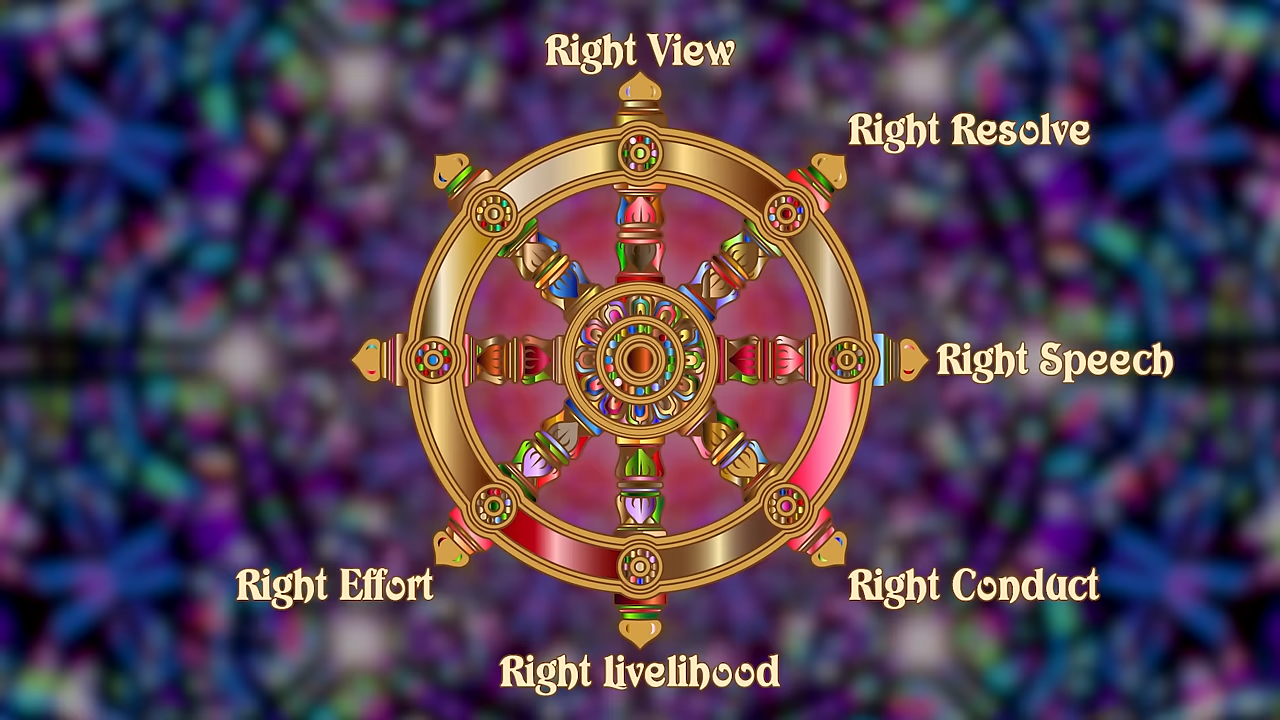 Right View
Right Resolve
Right Speech
Right Effort
Right Conduct
Right Livelihood